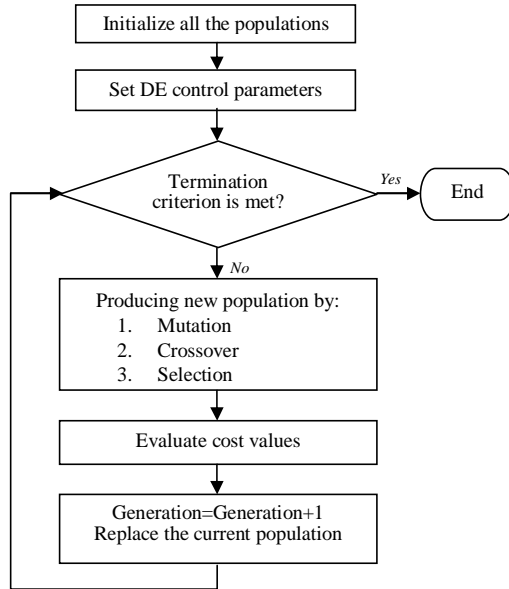 Initialize all the populations
Set DE control parameters
Termination
criterion is met?
Yes
End
No
Producing new population by:
1. Mutation
2. Crossover
3. Selection
Evaluate cost values
Generation=Generation+1
Replace the current population